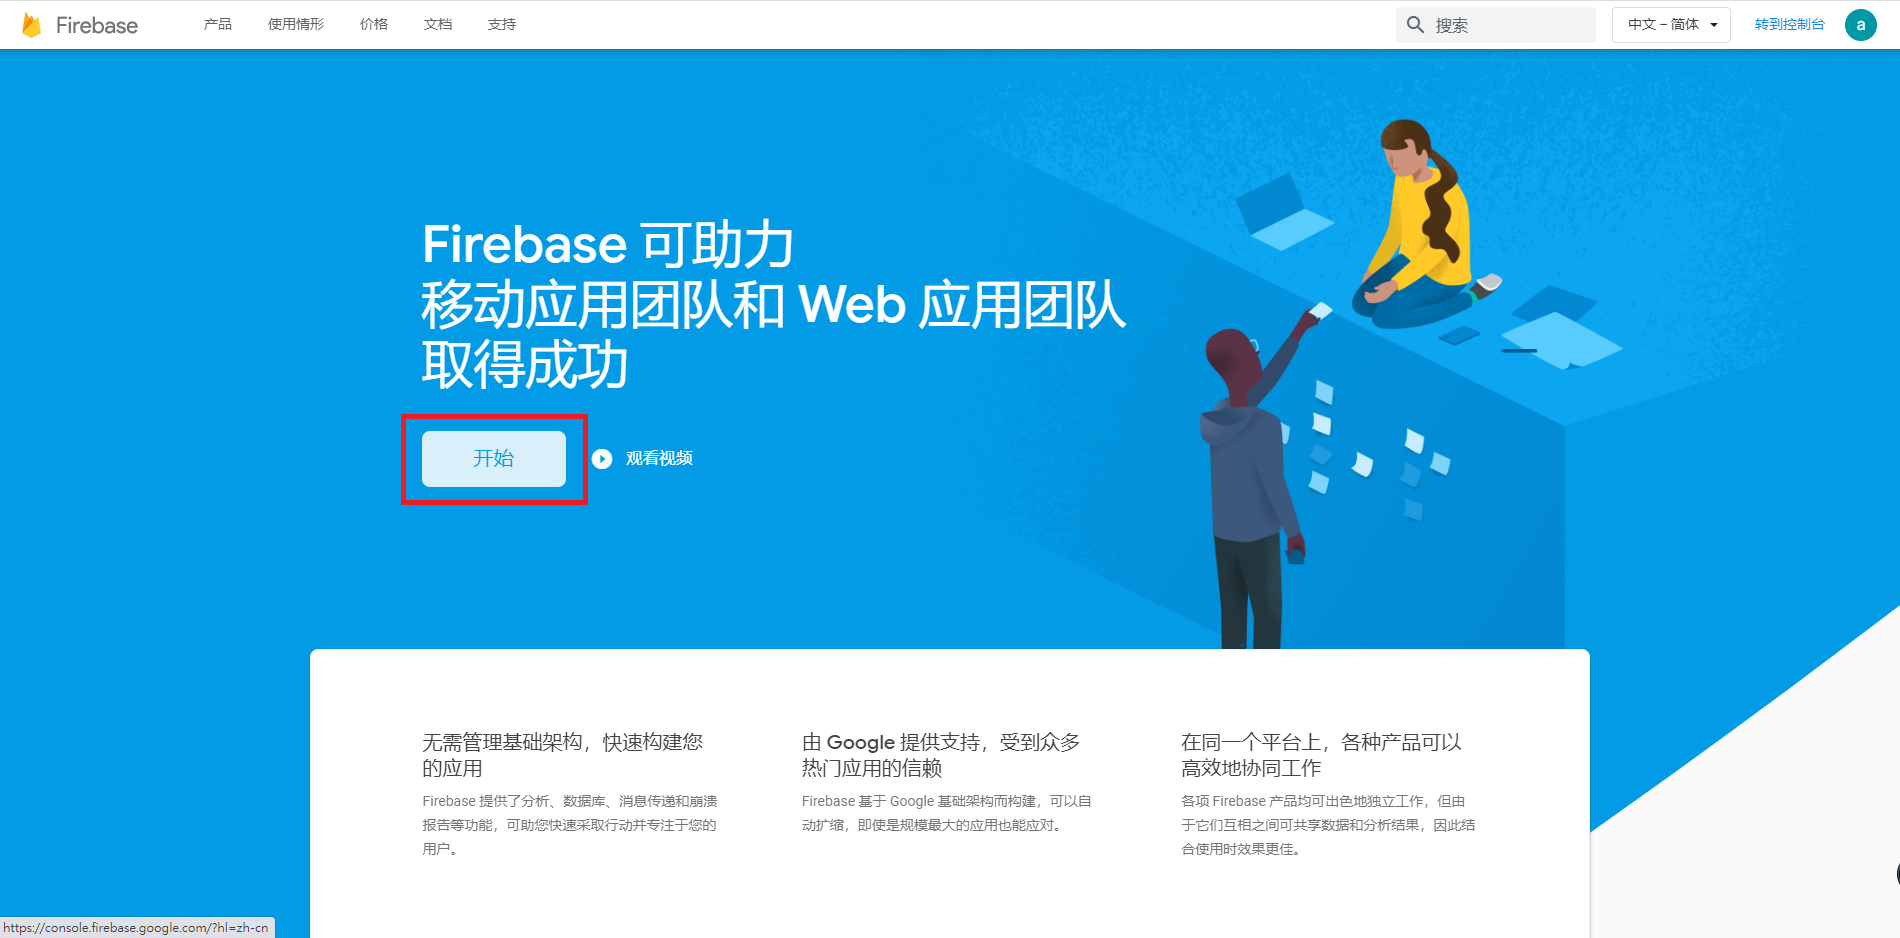 Firebase
产品
使用情形
价格
文档
支持
搜索
中文 – 简体
转到控制台
a
Firebase 可助力
移动应用团队和 Web 应用团队
取得成功
开始
观看视频
无需管理基础架构，快速构建您
的应用
Firebase 提供了分析、数据库、消息传递和崩溃
报告等功能，可助您快速采取行动并专注于您的
用户。
由 Google 提供支持，受到众多
热门应用的信赖
Firebase 基于 Google 基础架构而构建，可以自
动扩缩，即使是规模最大的应用也能应对。
在同一个平台上，各种产品可以
高效地协同工作
各项 Firebase 产品均可出色地独立工作，但由
于它们互相之间可共享数据和分析结果，因此结
合使用时效果更佳。
https://console.firebase.google.com/?hl=zh-cn